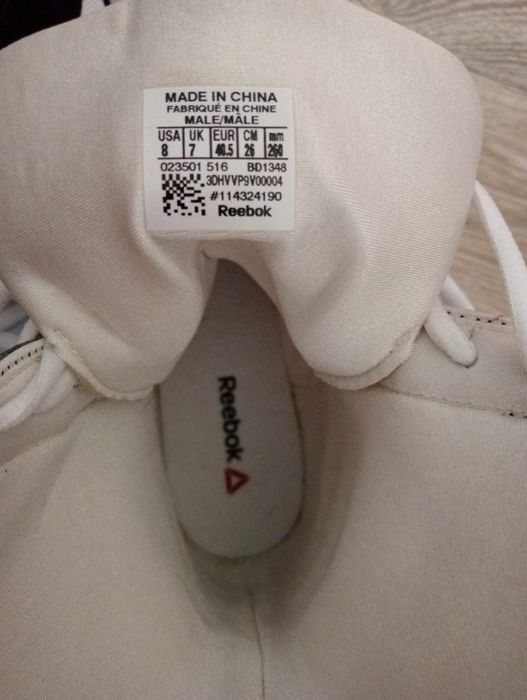 MADE IN CHINA
FABRIQUÉ EN CHINE
MALE/MÂLE
USA UK EUR CM mm
8 7 40.5 26 260
023501 516 BD1348
3DHVVP9V00004
#114324190
Reebok
Reebok